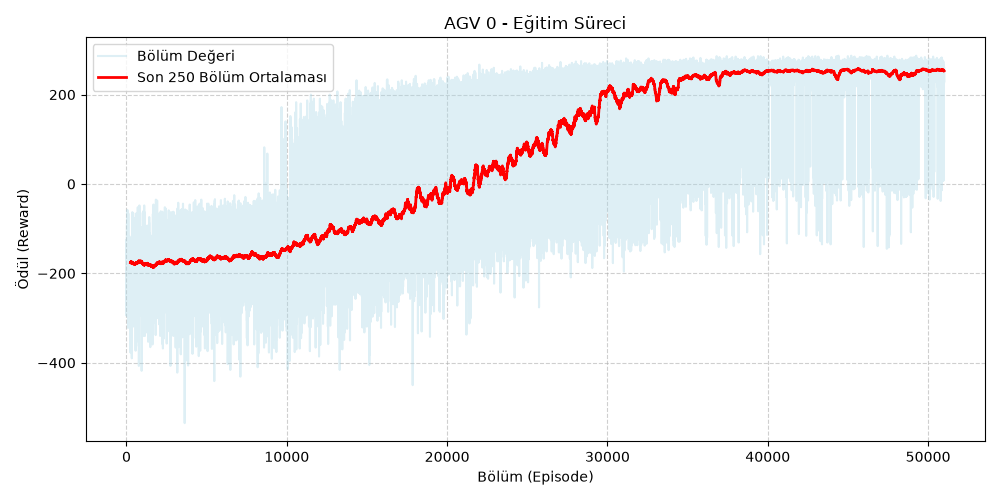 AGV 0 - Eğitim Süreci
Bölüm Değeri
Son 250 Bölüm Ortalaması
Ödül (Reward)
200
0
−200
−400
0
10000
20000
30000
40000
50000
Bölüm (Episode)